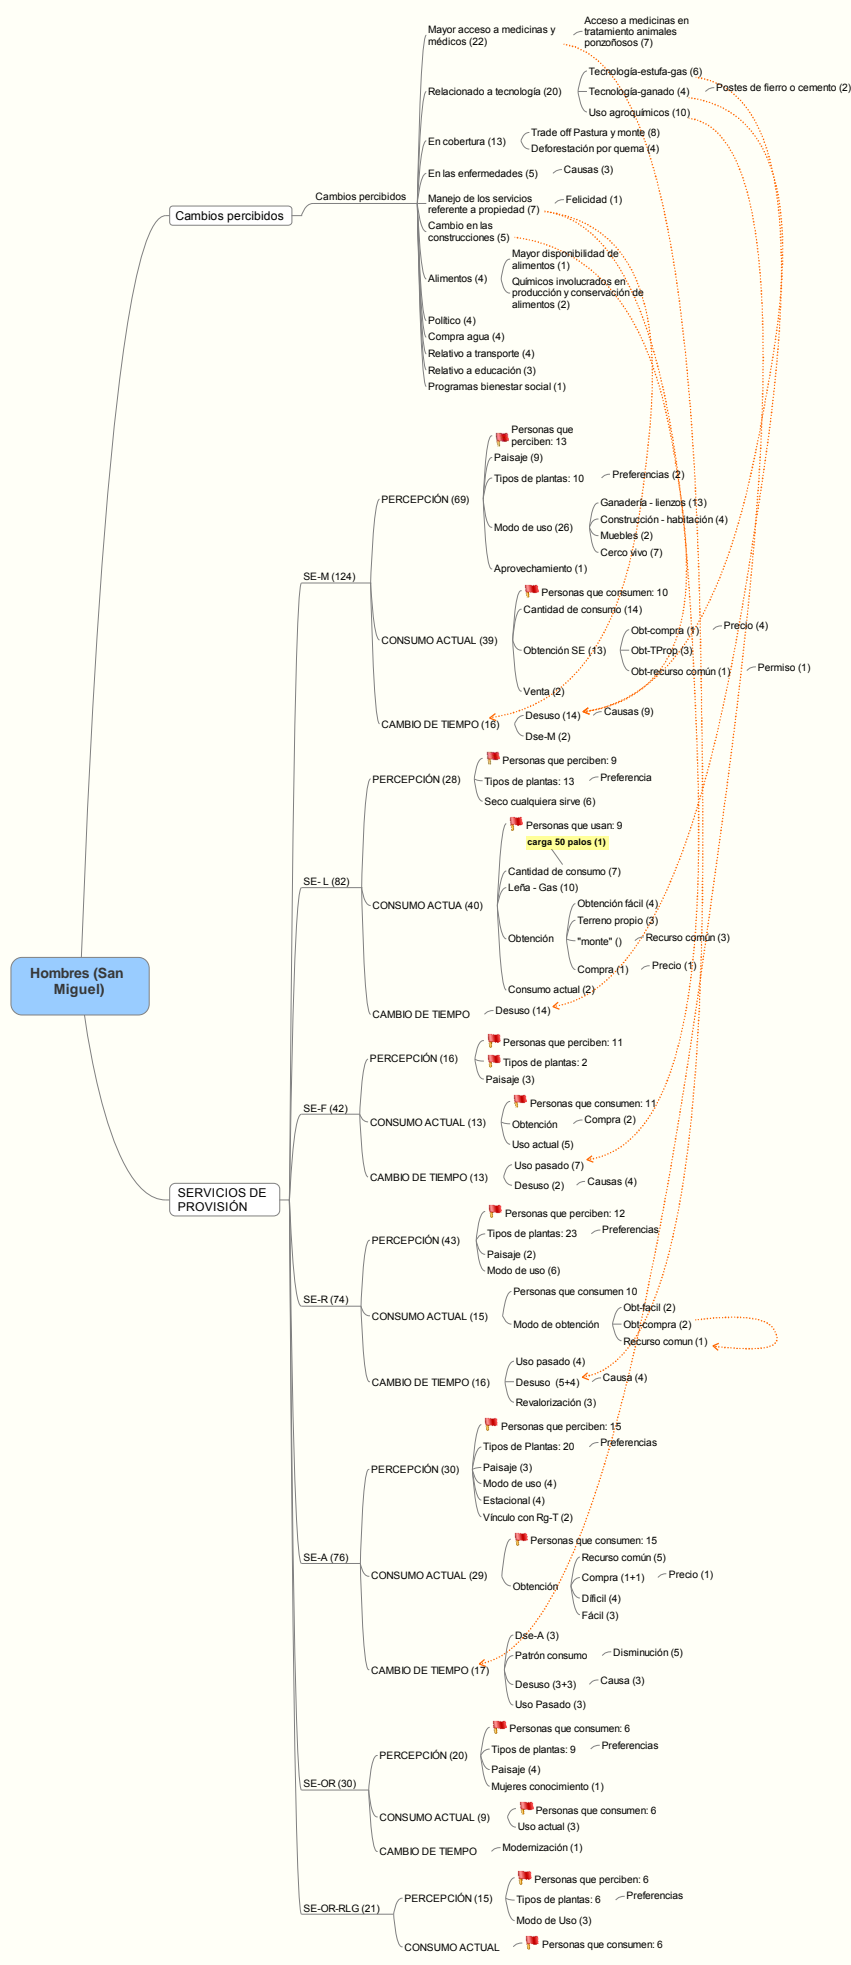 Hombres (San
Miguel)
Cambios percibidos
Cambios percibidos
Mayor acceso a medicinas y
médicos (22)
Acceso a medicinas en
tratamiento animales
ponzoñosos (7)
Relacionado a tecnología (20)
Tecnología-estufa-gas (6)
Tecnología-ganado (4)
Postes de fierro o cemento (2)
Uso agroquímicos (10)
En cobertura (13)
Trade off Pastura y monte (8)
Deforestación por quema (4)
En las enfermedades (5)
Causas (3)
Manejo de los servicios
referente a propiedad (7)
Felicidad (1)
Cambio en las
construcciones (5)
Alimentos (4)
Mayor disponibilidad de
alimentos (1)
Químicos involucrados en
producción y conservación de
alimentos (2)
Político (4)
Compra agua (4)
Relativo a transporte (4)
Relativo a educación (3)
Programas bienestar social (1)
SERVICIOS DE
PROVISIÓN
SE-M (124)
PERCEPCIÓN (69)
Personas que
perciben: 13
Paisaje (9)
Tipos de plantas: 10
Preferencias (2)
Modo de uso (26)
Ganadería - lienzos (13)
Construcción - habitación (4)
Muebles (2)
Cerco vivo (7)
Aprovechamiento (1)
CONSUMO ACTUAL (39)
Personas que consumen: 10
Cantidad de consumo (14)
Obtención SE (13)
Obt-compra (1)
Precio (4)
Obt-TProp (3)
Obt-recurso común (1)
Permiso (1)
Venta (2)
CAMBIO DE TIEMPO (16)
Desuso (14)
Causas (9)
Dse-M (2)
SE- L (82)
PERCEPCIÓN (28)
Personas que perciben: 9
Tipos de plantas: 13
Preferencia
Seco cualquiera sirve (6)
CONSUMO ACTUA (40)
Personas que usan: 9
carga 50 palos (1)
Cantidad de consumo (7)
Leña - Gas (10)
Obtención
Obtención fácil (4)
Terreno propio (3)
"monte" ()
Recurso común (3)
Compra (1)
Precio (1)
Consumo actual (2)
CAMBIO DE TIEMPO
Desuso (14)
SE-F (42)
PERCEPCIÓN (16)
Personas que perciben: 11
Tipos de plantas: 2
Paisaje (3)
CONSUMO ACTUAL (13)
Personas que consumen: 11
Obtención
Compra (2)
Uso actual (5)
CAMBIO DE TIEMPO (13)
Uso pasado (7)
Desuso (2)
Causas (4)
SE-R (74)
PERCEPCIÓN (43)
Personas que perciben: 12
Tipos de plantas: 23
Preferencias
Paisaje (2)
Modo de uso (6)
CONSUMO ACTUAL (15)
Personas que consumen 10
Modo de obtención
Obt-facil (2)
Obt-compra (2)
Recurso comun (1)
CAMBIO DE TIEMPO (16)
Uso pasado (4)
Desuso (5+4)
Causa (4)
Revalorización (3)
SE-A (76)
PERCEPCIÓN (30)
Personas que perciben: 15
Tipos de Plantas: 20
Preferencias
Paisaje (3)
Modo de uso (4)
Estacional (4)
Vínculo con Rg-T (2)
CONSUMO ACTUAL (29)
Personas que consumen: 15
Obtención
Recurso común (5)
Compra (1+1)
Precio (1)
Díficil (4)
Fácil (3)
CAMBIO DE TIEMPO (17)
Dse-A (3)
Patrón consumo
Disminución (5)
Desuso (3+3)
Causa (3)
Uso Pasado (3)
SE-OR (30)
PERCEPCIÓN (20)
Personas que consumen: 6
Tipos de plantas: 9
Preferencias
Paisaje (4)
Mujeres conocimiento (1)
CONSUMO ACTUAL (9)
Personas que consumen: 6
Uso actual (3)
CAMBIO DE TIEMPO
Modernización (1)
SE-OR-RLG (21)
PERCEPCIÓN (15)
Personas que perciben: 6
Tipos de plantas: 6
Preferencias
Modo de Uso (3)
CONSUMO ACTUAL
Personas que consumen: 6